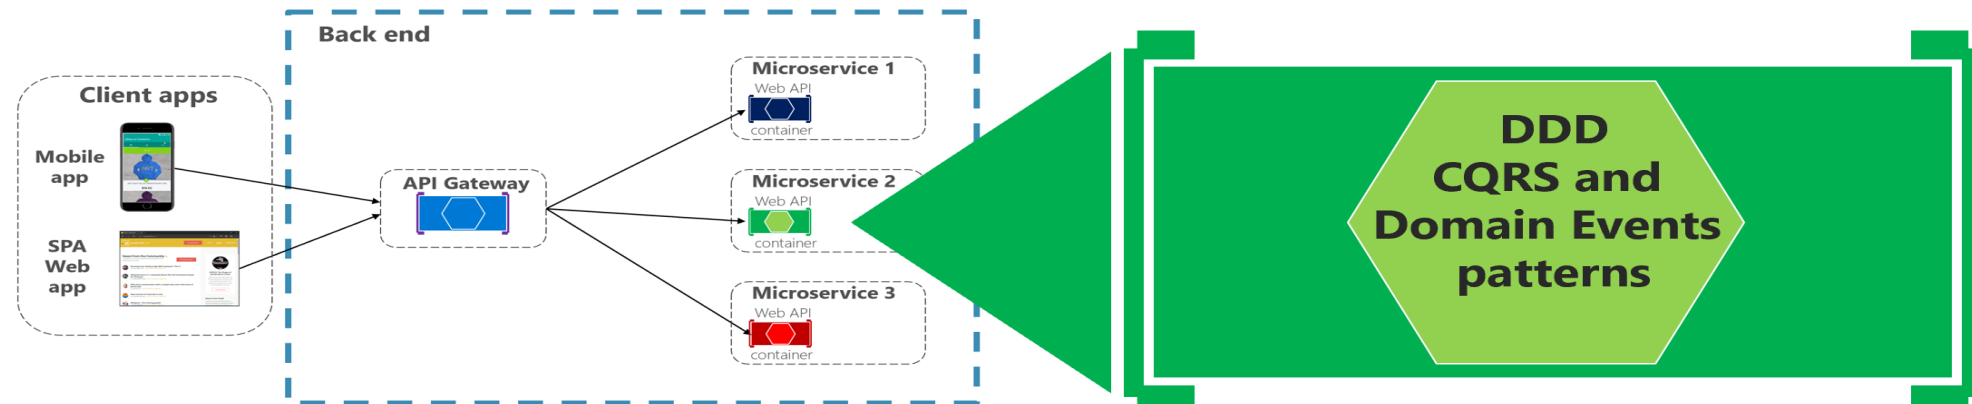 Back end
Client apps
Mobile
app
SPA
Web
app
API Gateway
Microservice 1
Web API
container
Microservice 2
Web API
container
Microservice 3
Web API
container
DDD
CQRS and
Domain Events
patterns